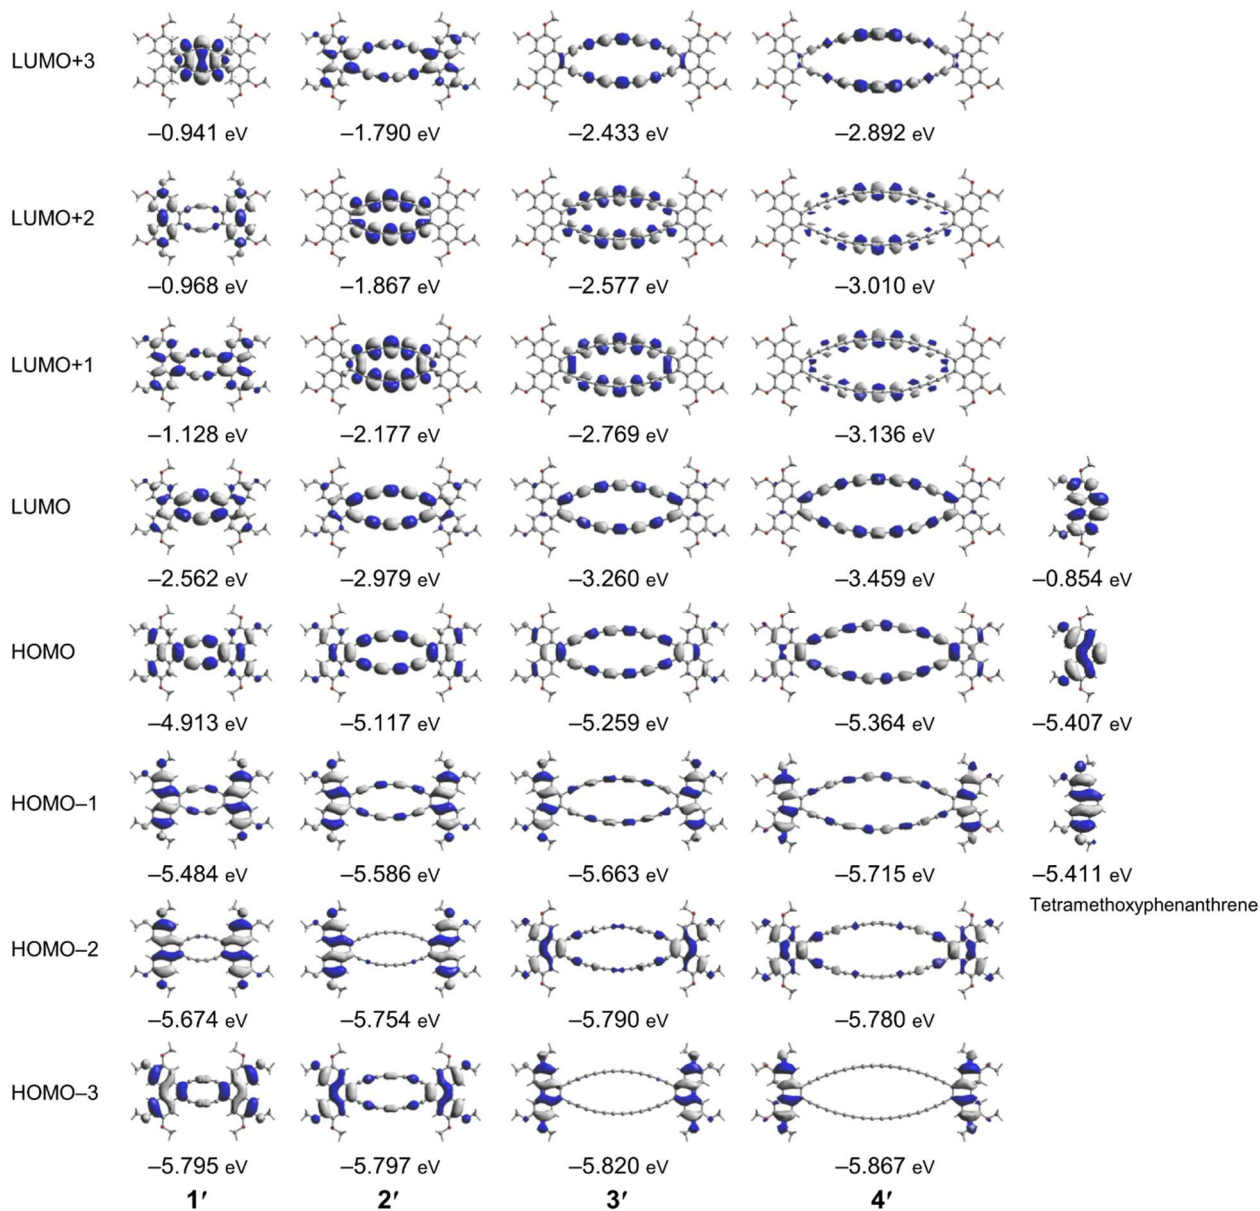 LUMO+3
–0.941 eV –1.790 eV –2.433 eV –2.892 eV
LUMO+2
–0.968 eV –1.867 eV –2.577 eV –3.010 eV
LUMO+1
–1.128 eV –2.177 eV –2.769 eV –3.136 eV
LUMO
–2.562 eV –2.979 eV –3.260 eV –3.459 eV –0.854 eV
HOMO
–4.913 eV –5.117 eV –5.259 eV –5.364 eV –5.407 eV
HOMO–1
–5.484 eV –5.586 eV –5.663 eV –5.715 eV –5.411 eV
Tetramethoxyphenanthrene
HOMO–2
–5.674 eV –5.754 eV –5.790 eV –5.780 eV
HOMO–3
–5.795 eV –5.797 eV –5.820 eV –5.867 eV
1′ 2′ 3′ 4′